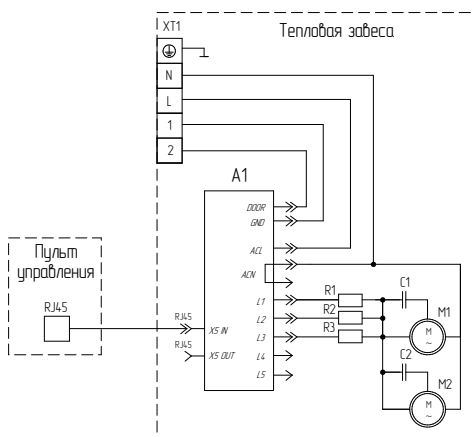 XT1
Тепловая завеса
N
L
1
2
A1
DOOR
GND
ACL
ACN
Пульт
управления
RJ45
RJ45
X5 IN
RJ45
X5 OUT
L1
L2
L3
L4
L5
R1
R2
R3
C1
M1
M
~
C2
M2
M
~